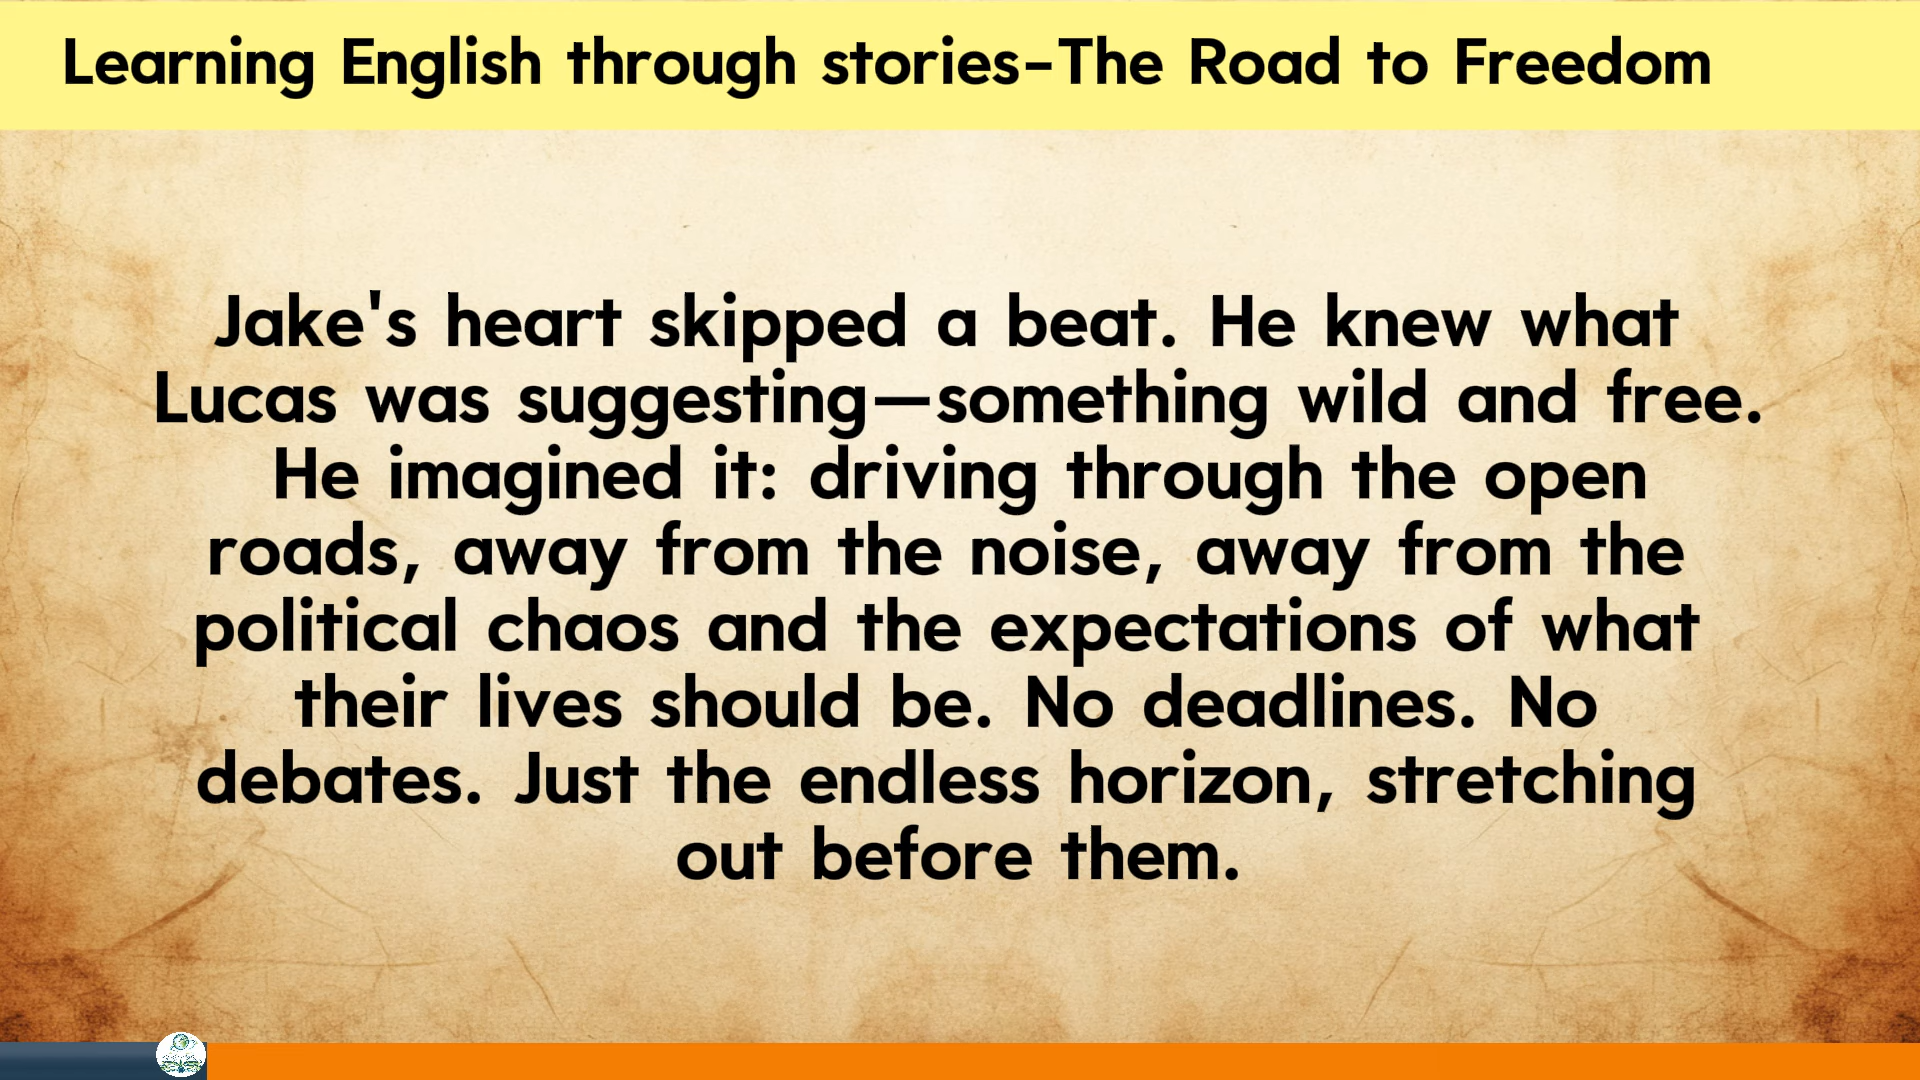 Learning English through stories-The Road to Freedom
Jake's heart skipped a beat. He knew what
Lucas was suggesting—something wild and free.
He imagined it: driving through the open
roads, away from the noise, away from the
political chaos and the expectations of what
their lives should be. No deadlines. No
debates. Just the endless horizon, stretching
out before them.